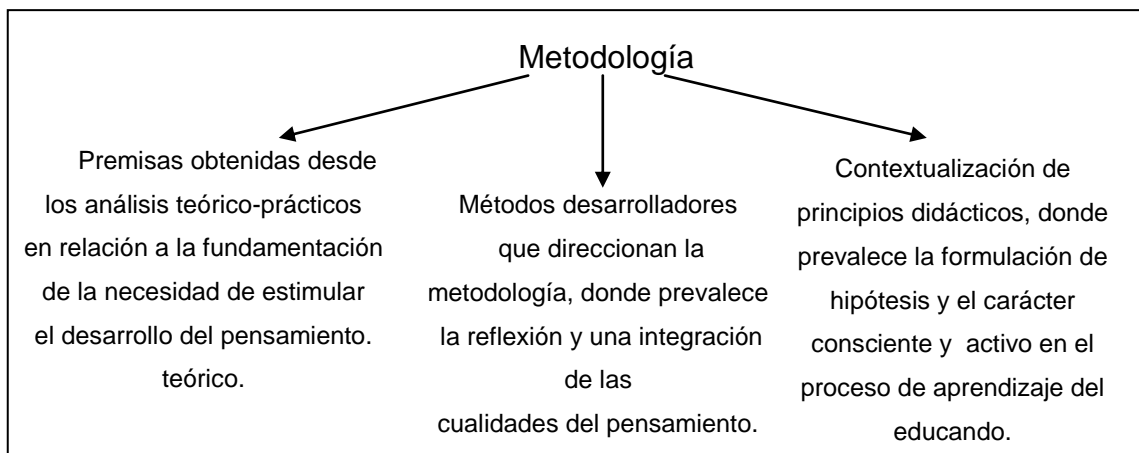 Metodología
Premisas obtenidas desde
los análisis teórico-prácticos
en relación a la fundamentación
de la necesidad de estimular
el desarrollo del pensamiento.
teórico.
Métodos desarrolladores
que direccionan la
metodología, donde prevalece
la reflexión y una integración
de las
cualidades del pensamiento.
Contextualización de
principios didácticos, donde
prevalece la formulación de
hipótesis y el carácter
consciente y  activo en el
proceso de aprendizaje del
educando.